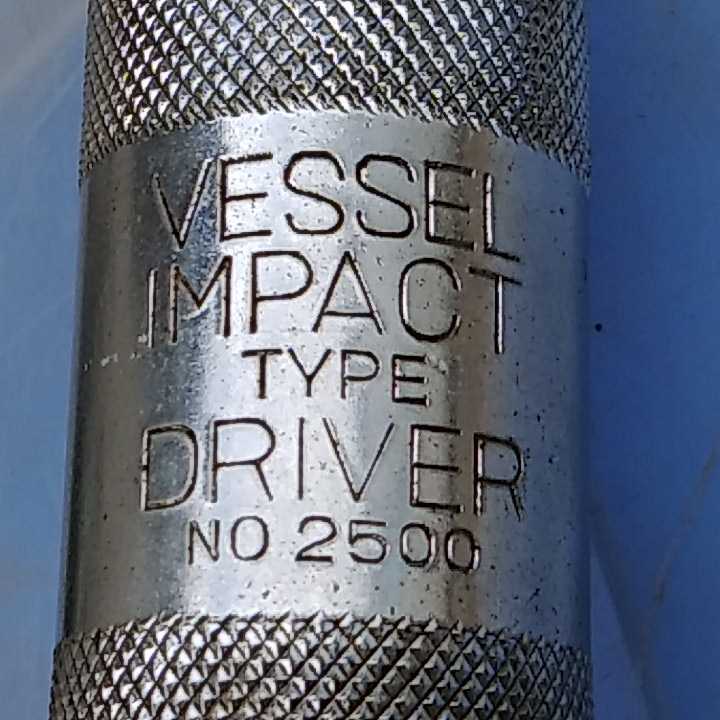 VESSEL
IMPACT
TYPE
DRIVER
NO 2500